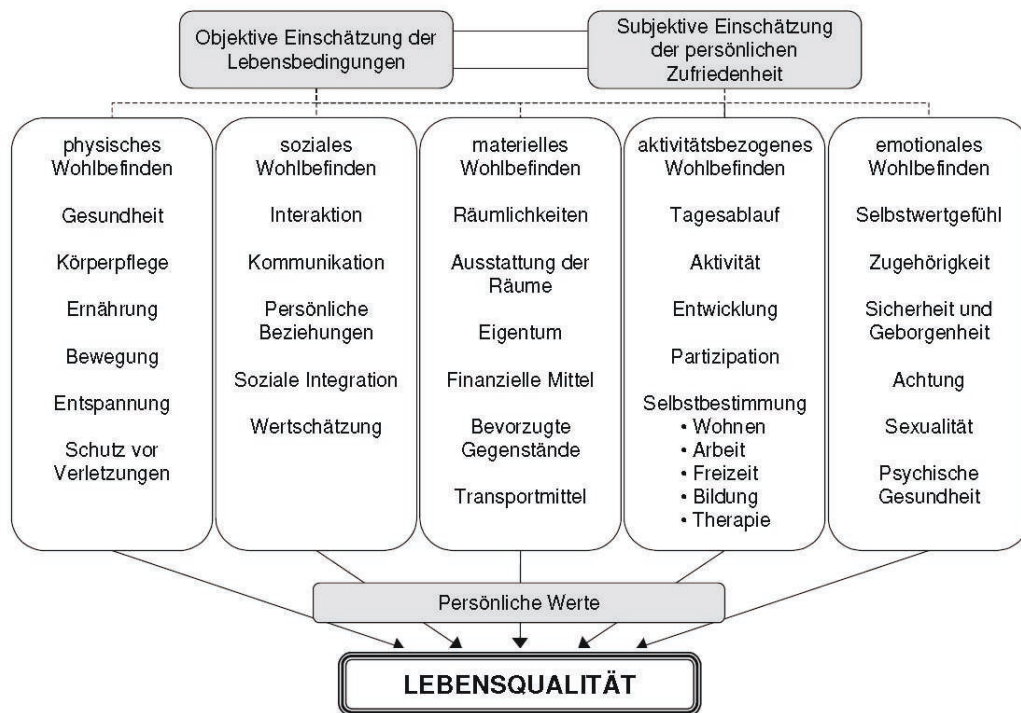 Objektive Einschätzung der
Lebensbedingungen
Subjektive Einschätzung
der persönlichen
Zufriedenheit
physisches
Wohlbefinden
Gesundheit
Körperpflege
Ernährung
Bewegung
Entspannung
Schutz vor
Verletzungen
soziales
Wohlbefinden
Interaktion
Kommunikation
Persönliche
Beziehungen
Soziale Integration
Wertschätzung
materielles
Wohlbefinden
Räumlichkeiten
Ausstattung der
Räume
Eigentum
Finanzielle Mittel
Bevorzugte
Gegenstände
Transportmittel
aktivitätsbezogenes
Wohlbefinden
Tagesablauf
Aktivität
Entwicklung
Partizipation
Selbstbestimmung
• Wohnen
• Arbeit
• Freizeit
• Bildung
• Therapie
emotionales
Wohlbefinden
Selbstwertgefühl
Zugehörigkeit
Sicherheit und
Geborgenheit
Achtung
Sexualität
Psychische
Gesundheit
Persönliche Werte
LEBENSQUALITÄT